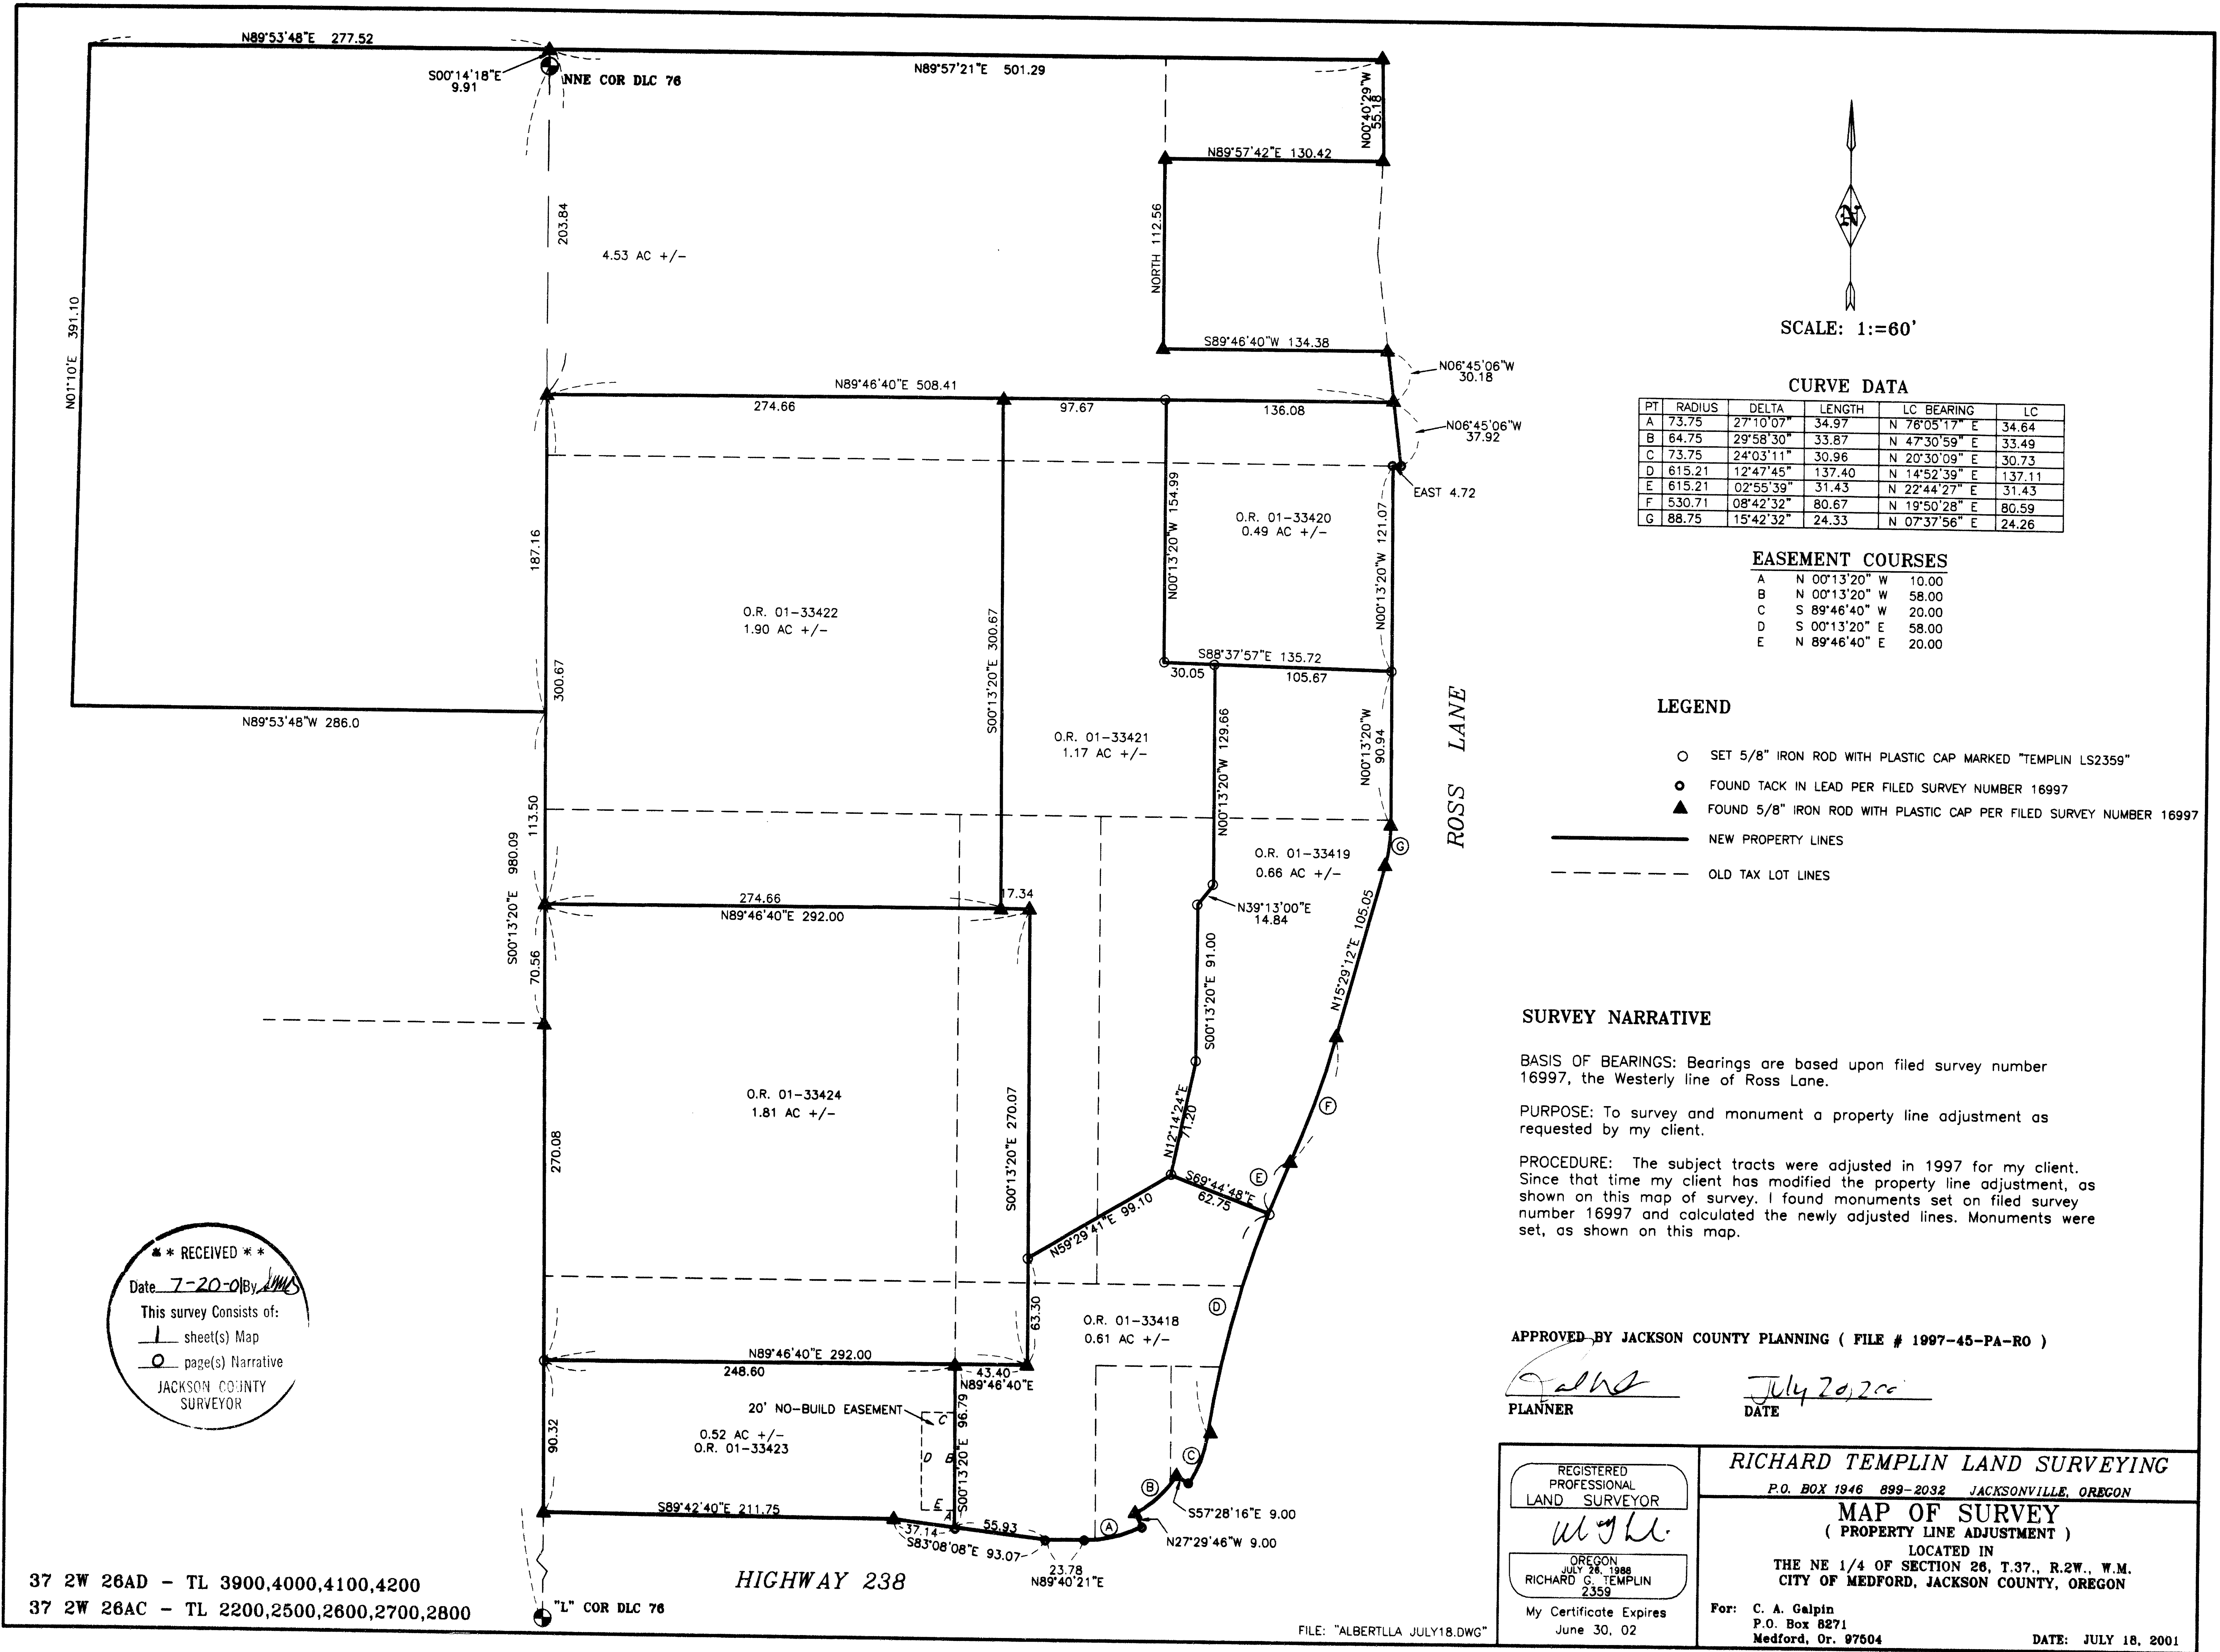 N89°53'48"E 277.52
S00°14'18"E
9.91
NNE COR DLC 76
N89°57'21"E 501.29
N00°40'29"W
55.18
N89°57'42"E 130.42
NORTH 112.56
203.84
4.53 AC +/-
N01°10'E 391.10
S89°46'40"W 134.38
N06°45'06"W
30.18
N89°46'40"E 508.41
274.66
97.67
136.08
N06°45'06"W
37.92
EAST 4.72
N00°13'20"W 154.99
O.R. 01-33420
0.49 AC +/-
N00°13'20"W 121.07
187.16
O.R. 01-33422
1.90 AC +/-
300.67
S00°13'20"E 300.67
S88°37'57"E 135.72
30.05
105.67
N89°53'48"W 286.0
O.R. 01-33421
1.17 AC +/-
N00°13'20"W 129.66
N00°13'20"W
90.94
ROSS LANE
113.50
S00°13'20"E 980.09
O.R. 01-33419
0.66 AC +/-
G
274.66
17.34
N89°46'40"E 292.00
N39°13'00"E
14.84
N15°29'12"E 105.05
70.56
S00°13'20"E 91.00
O.R. 01-33424
1.81 AC +/-
S00°13'20"E 270.07
N12°14'24"E
71.20
F
270.08
E
S69°44'48"E
62.75
N59°29'41"E 99.10
D
63.30
O.R. 01-33418
0.61 AC +/-
N89°46'40"E 292.00
248.60
43.40
N89°46'40"E
20' NO-BUILD EASEMENT
C
D B
E
A
S00°13'20"E 96.79
0.52 AC +/-
O.R. 01-33423
90.32
C
B
S57°28'16"E 9.00
S89°42'40"E 211.75
37.14
55.93
S83°08'08"E 93.07
A
N27°29'46"W 9.00
23.78
N89°40'21"E
HIGHWAY 238
"L" COR DLC 76
37 2W 26AD - TL 3900,4000,4100,4200
37 2W 26AC - TL 2200,2500,2600,2700,2800
FILE: "ALBERTLLA JULY18.DWG"
* * RECEIVED * *
Date 7-20-01 By
This survey Consists of:
1 sheet(s) Map
0 page(s) Narrative
JACKSON COUNTY
SURVEYOR
N
SCALE: 1:=60'
CURVE DATA
PT RADIUS DELTA LENGTH LC BEARING LC
A 73.75 27°10'07" 34.97 N 76°05'17" E 34.64
B 64.75 29°58'30" 33.87 N 47°30'59" E 33.49
C 73.75 24°03'11" 30.96 N 20°30'09" E 30.73
D 615.21 12°47'45" 137.40 N 14°52'39" E 137.11
E 615.21 02°55'39" 31.43 N 22°44'27" E 31.43
F 530.71 08°42'32" 80.67 N 19°50'28" E 80.59
G 88.75 15°42'32" 24.33 N 07°37'56" E 24.26
EASEMENT COURSES
A N 00°13'20" W 10.00
B N 00°13'20" W 58.00
C S 89°46'40" W 20.00
D S 00°13'20" E 58.00
E N 89°46'40" E 20.00
LEGEND
SET 5/8" IRON ROD WITH PLASTIC CAP MARKED "TEMPLIN LS2359"
FOUND TACK IN LEAD PER FILED SURVEY NUMBER 16997
FOUND 5/8" IRON ROD WITH PLASTIC CAP PER FILED SURVEY NUMBER 16997
NEW PROPERTY LINES
OLD TAX LOT LINES
SURVEY NARRATIVE
BASIS OF BEARINGS: Bearings are based upon filed survey number
16997, the Westerly line of Ross Lane.
PURPOSE: To survey and monument a property line adjustment as
requested by my client.
PROCEDURE: The subject tracts were adjusted in 1997 for my client.
Since that time my client has modified the property line adjustment, as
shown on this map of survey. I found monuments set on filed survey
number 16997 and calculated the newly adjusted lines. Monuments were
set, as shown on this map.
APPROVED BY JACKSON COUNTY PLANNING ( FILE # 1997-45-PA-RO )
July 20,
PLANNER
DATE
REGISTERED
PROFESSIONAL
LAND SURVEYOR
OREGON
JULY 26, 1988
RICHARD G. TEMPLIN
2359
My Certificate Expires
June 30, 02
RICHARD TEMPLIN LAND SURVEYING
P.O. BOX 1946 899-2032 JACKSONVILLE, OREGON
MAP OF SURVEY
( PROPERTY LINE ADJUSTMENT )
LOCATED IN
THE NE 1/4 OF SECTION 26, T.37., R.2W., W.M.
CITY OF MEDFORD, JACKSON COUNTY, OREGON
For: C. A. Galpin
P.O. Box 8271
Medford, Or. 97504
DATE: JULY 18, 2001